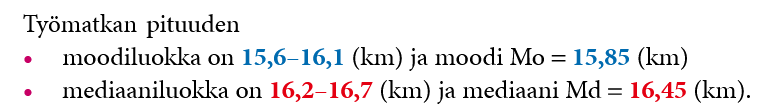 Työmatkan pituuden
• moodiluokka on 15,6–16,1 (km) ja moodi Mo = 15,85 (km)
• mediaaniluokka on 16,2–16,7 (km) ja mediaani Md = 16,45 (km).